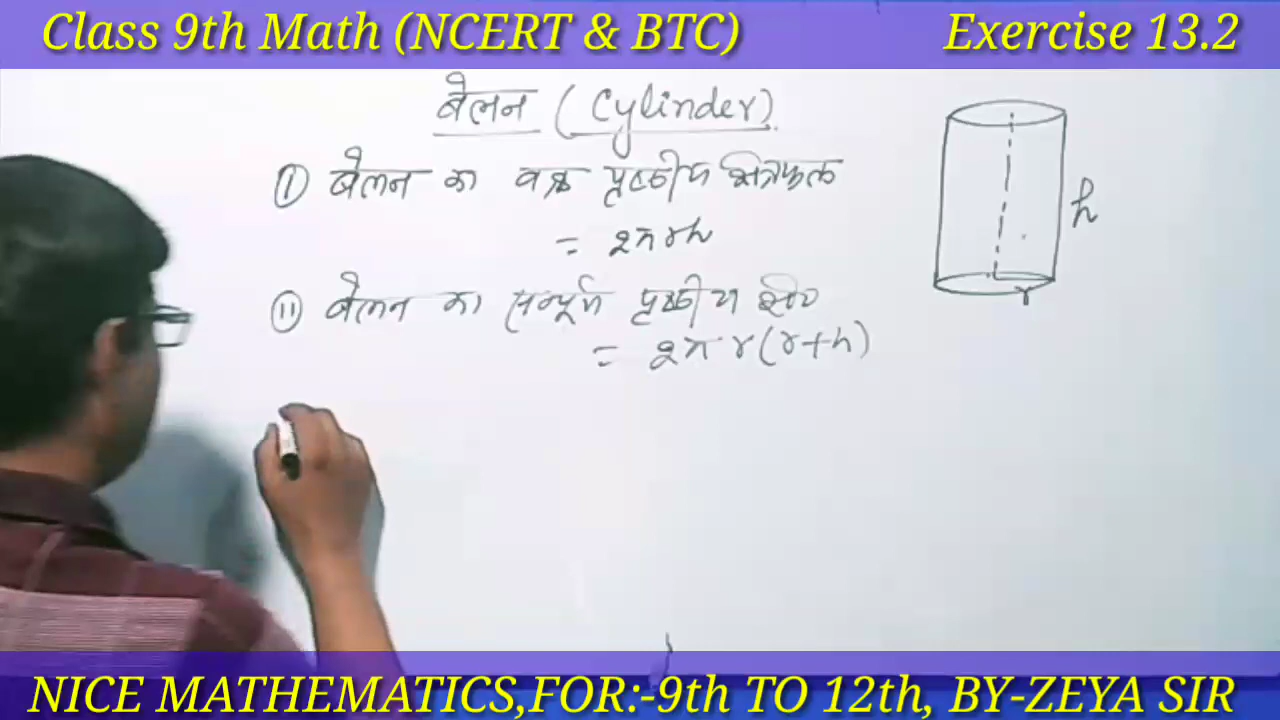 Class 9th Math (NCERT & BTC) Exercise 13.2
बेलन (Cylinder)
(I) बेलन का वक्र पृष्ठीय क्षेत्रफल
= 2πrh
(II) बेलन का सम्पूर्ण पृष्ठीय
= 2πr(r+h)
h
r
NICE MATHEMATICS,FOR:-9th TO 12th, BY-ZEYA SIR